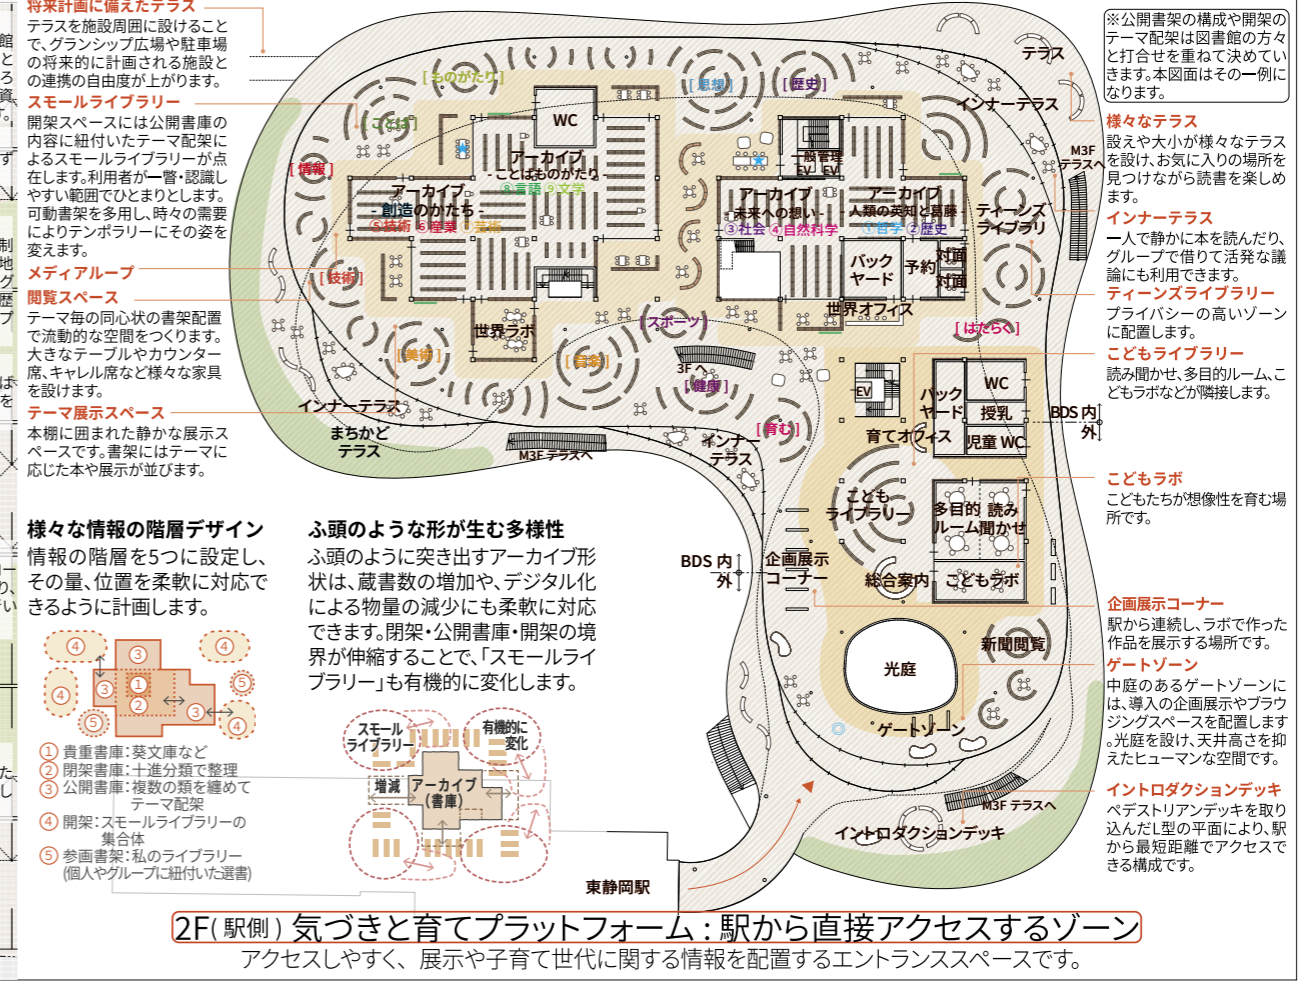 将来計画に備えたテラス
テラスを施設周囲に設けること
で、グランシップ広場や駐車場
の将来的に計画される施設と
の連携の自由度が上がります。
スモールライブラリー
開架スペースには公開書庫の
内容に紐付いたテーマ配架に
よるスモールライブラリーが点
在します。利用者が一瞥・認識し
やすい範囲でひとまりとします。
可動書架を多用し、時々の需要
によりテンポラリーにその姿を
変えます。
メディアループ
閲覧スペース
テーマ毎の同心状の書架配置
で流動的な空間をつくります。
大きなテーブルやカウンター
席、キャレル席など様々な家具
を設けます。
テーマ展示スペース
本棚に囲まれた静かな展示ス
ペースです。書架にはテーマに
応じた本や展示が並びます。
様々な情報の階層デザイン
情報の階層を5つに設定し、
その量、位置を柔軟に対応で
きるように計画します。
④ ③ ④
③ ① ② ③ ④ ⑤
④ ⑤
① 貴重書庫：葵文庫など
② 閉架書庫：十進分類で整理
③ 公開書庫：複数の類を纏めて
テーマ配架
④ 開架：スモールライブラリーの
集合体
⑤ 参画書架：私のライブラリー
(個人やグループに紐付いた選書)
ふ頭のような形が生む多様性
ふ頭のように突き出すアーカイブ形
状は、蔵書数の増加や、デジタル化
による物量の減少にも柔軟に対応
できます。閉架・公開書庫・開架の境
界が伸縮することで、「スモールライ
ブラリー」も有機的に変化します。
スモール
ライブラリー
有機的に
変化
増減
アーカイブ
（書庫）
[ ものがたり ]
[ ことば ]
[ 情報 ]
[ 思想 ]
[ 歴史 ]
[ 技術 ]
[ 美術 ]
[ 音楽 ]
[ スポーツ ]
[ 健康 ]
[ 育む ]
[ はたらく ]
WC
アーカイブ
- ことばものがたり -
⑧言語 ⑨文学
アーカイブ
- 創造のかたち -
⑤技術 ⑥産業 ⑦芸術
一般管理
EV EV
アーカイブ
- 未来への想い -
③社会 ④自然科学
アーカイブ
- 人類の英知と葛藤 -
①哲学 ②歴史
バック
ヤード
予約
対面
対面
世界ラボ
世界オフィス
テラス
インナーテラス
M3F
テラスへ
ティーンズ
ライブラリ
3F へ
インナーテラス
まちかど
テラス
M3F テラスへ
インナー
テラス
EV
バック
ヤード
WC
授乳
児童 WC
育てオフィス
BDS 内
外
こども
ライブラリー
多目的
ルーム
読み
聞かせ
総合案内
こどもラボ
BDS 内
外
企画展示
コーナー
光庭
新聞閲覧
ゲートゾーン
M3F テラスへ
イントロダクションデッキ
東静岡駅
※公開書架の構成や開架の
テーマ配架は図書館の方々
と打合せを重ねて決めてい
きます。本図面はその一例に
なります。
様々なテラス
設えや大小が様々なテラス
を設け、お気に入りの場所を
見つけながら読書を楽しめ
ます。
インナーテラス
一人で静かに本を読んだり、
グループで借りて活発な議
論にも利用できます。
ティーンズライブラリー
プライバシーの高いゾーン
に配置します。
こどもライブラリー
読み聞かせ、多目的ルーム、こ
どもラボなどが隣接します。
こどもラボ
こどもたちが想像性を育む場
所です。
企画展示コーナー
駅から連続し、ラボで作った
作品を展示する場所です。
ゲートゾーン
中庭のあるゲートゾーンに
は、導入の企画展示やブラウ
ジングスペースを配置します
。光庭を設け、天井高さを抑
えたヒューマンな空間です。
イントロダクションデッキ
ペデストリアンデッキを取り
込んだL型の平面により、駅
から最短距離でアクセスで
きる構成です。
2F( 駅側 ) 気づきと育てプラットフォーム : 駅から直接アクセスするゾーン
アクセスしやすく、展示や子育て世代に関する情報を配置するエントランススペースです。